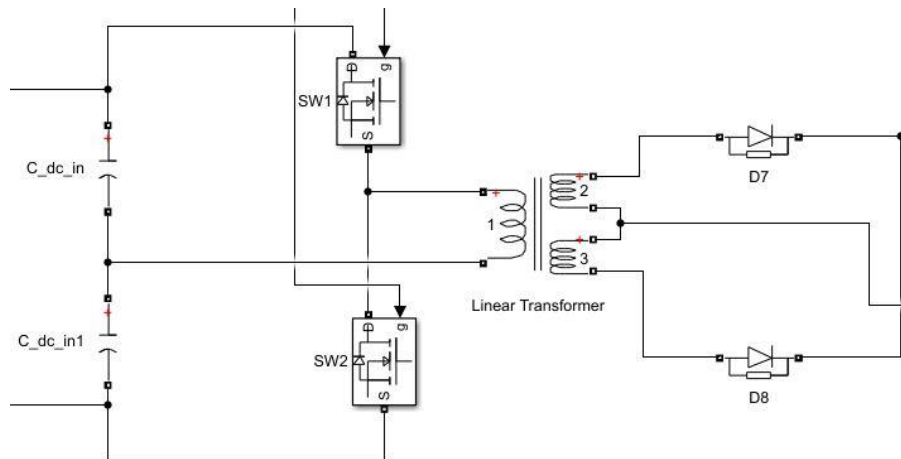 D
g
SW1
S
C_dc_in
+
+
1
+
2
+
3
D7
Linear Transformer
+
C_dc_in1
D
g
SW2
S
D8